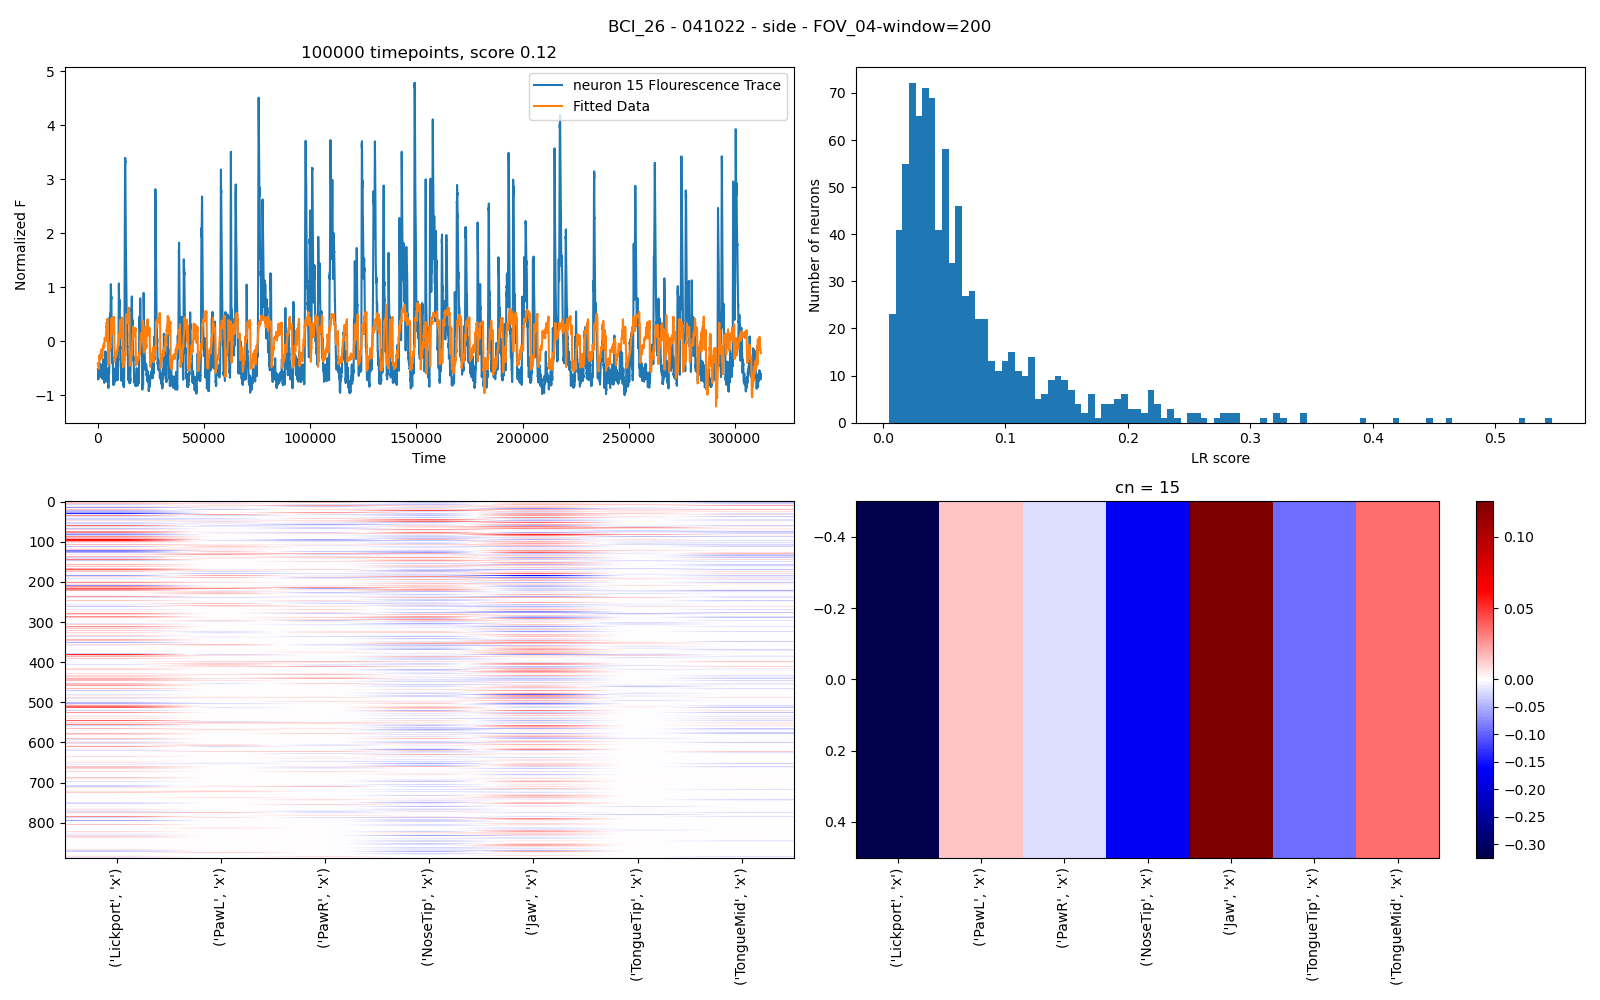 BCI_26 - 041022 - side - FOV_04-window=200
100000 timepoints, score 0.12
neuron 15 Flourescence Trace
Fitted Data
Normalized F
5
4
3
2
1
0
−1
0
50000
100000
150000
200000
250000
300000
Time
Number of neurons
70
60
50
40
30
20
10
0
0.0
0.1
0.2
0.3
0.4
0.5
LR score
0
100
200
300
400
500
600
700
800
('Lickport', 'x')
('PawL', 'x')
('PawR', 'x')
('NoseTip', 'x')
('Jaw', 'x')
('TongueTip', 'x')
('TongueMid', 'x')
cn = 15
−0.4
−0.2
0.0
0.2
0.4
('Lickport', 'x')
('PawL', 'x')
('PawR', 'x')
('NoseTip', 'x')
('Jaw', 'x')
('TongueTip', 'x')
('TongueMid', 'x')
0.10
0.05
0.00
−0.05
−0.10
−0.15
−0.20
−0.25
−0.30